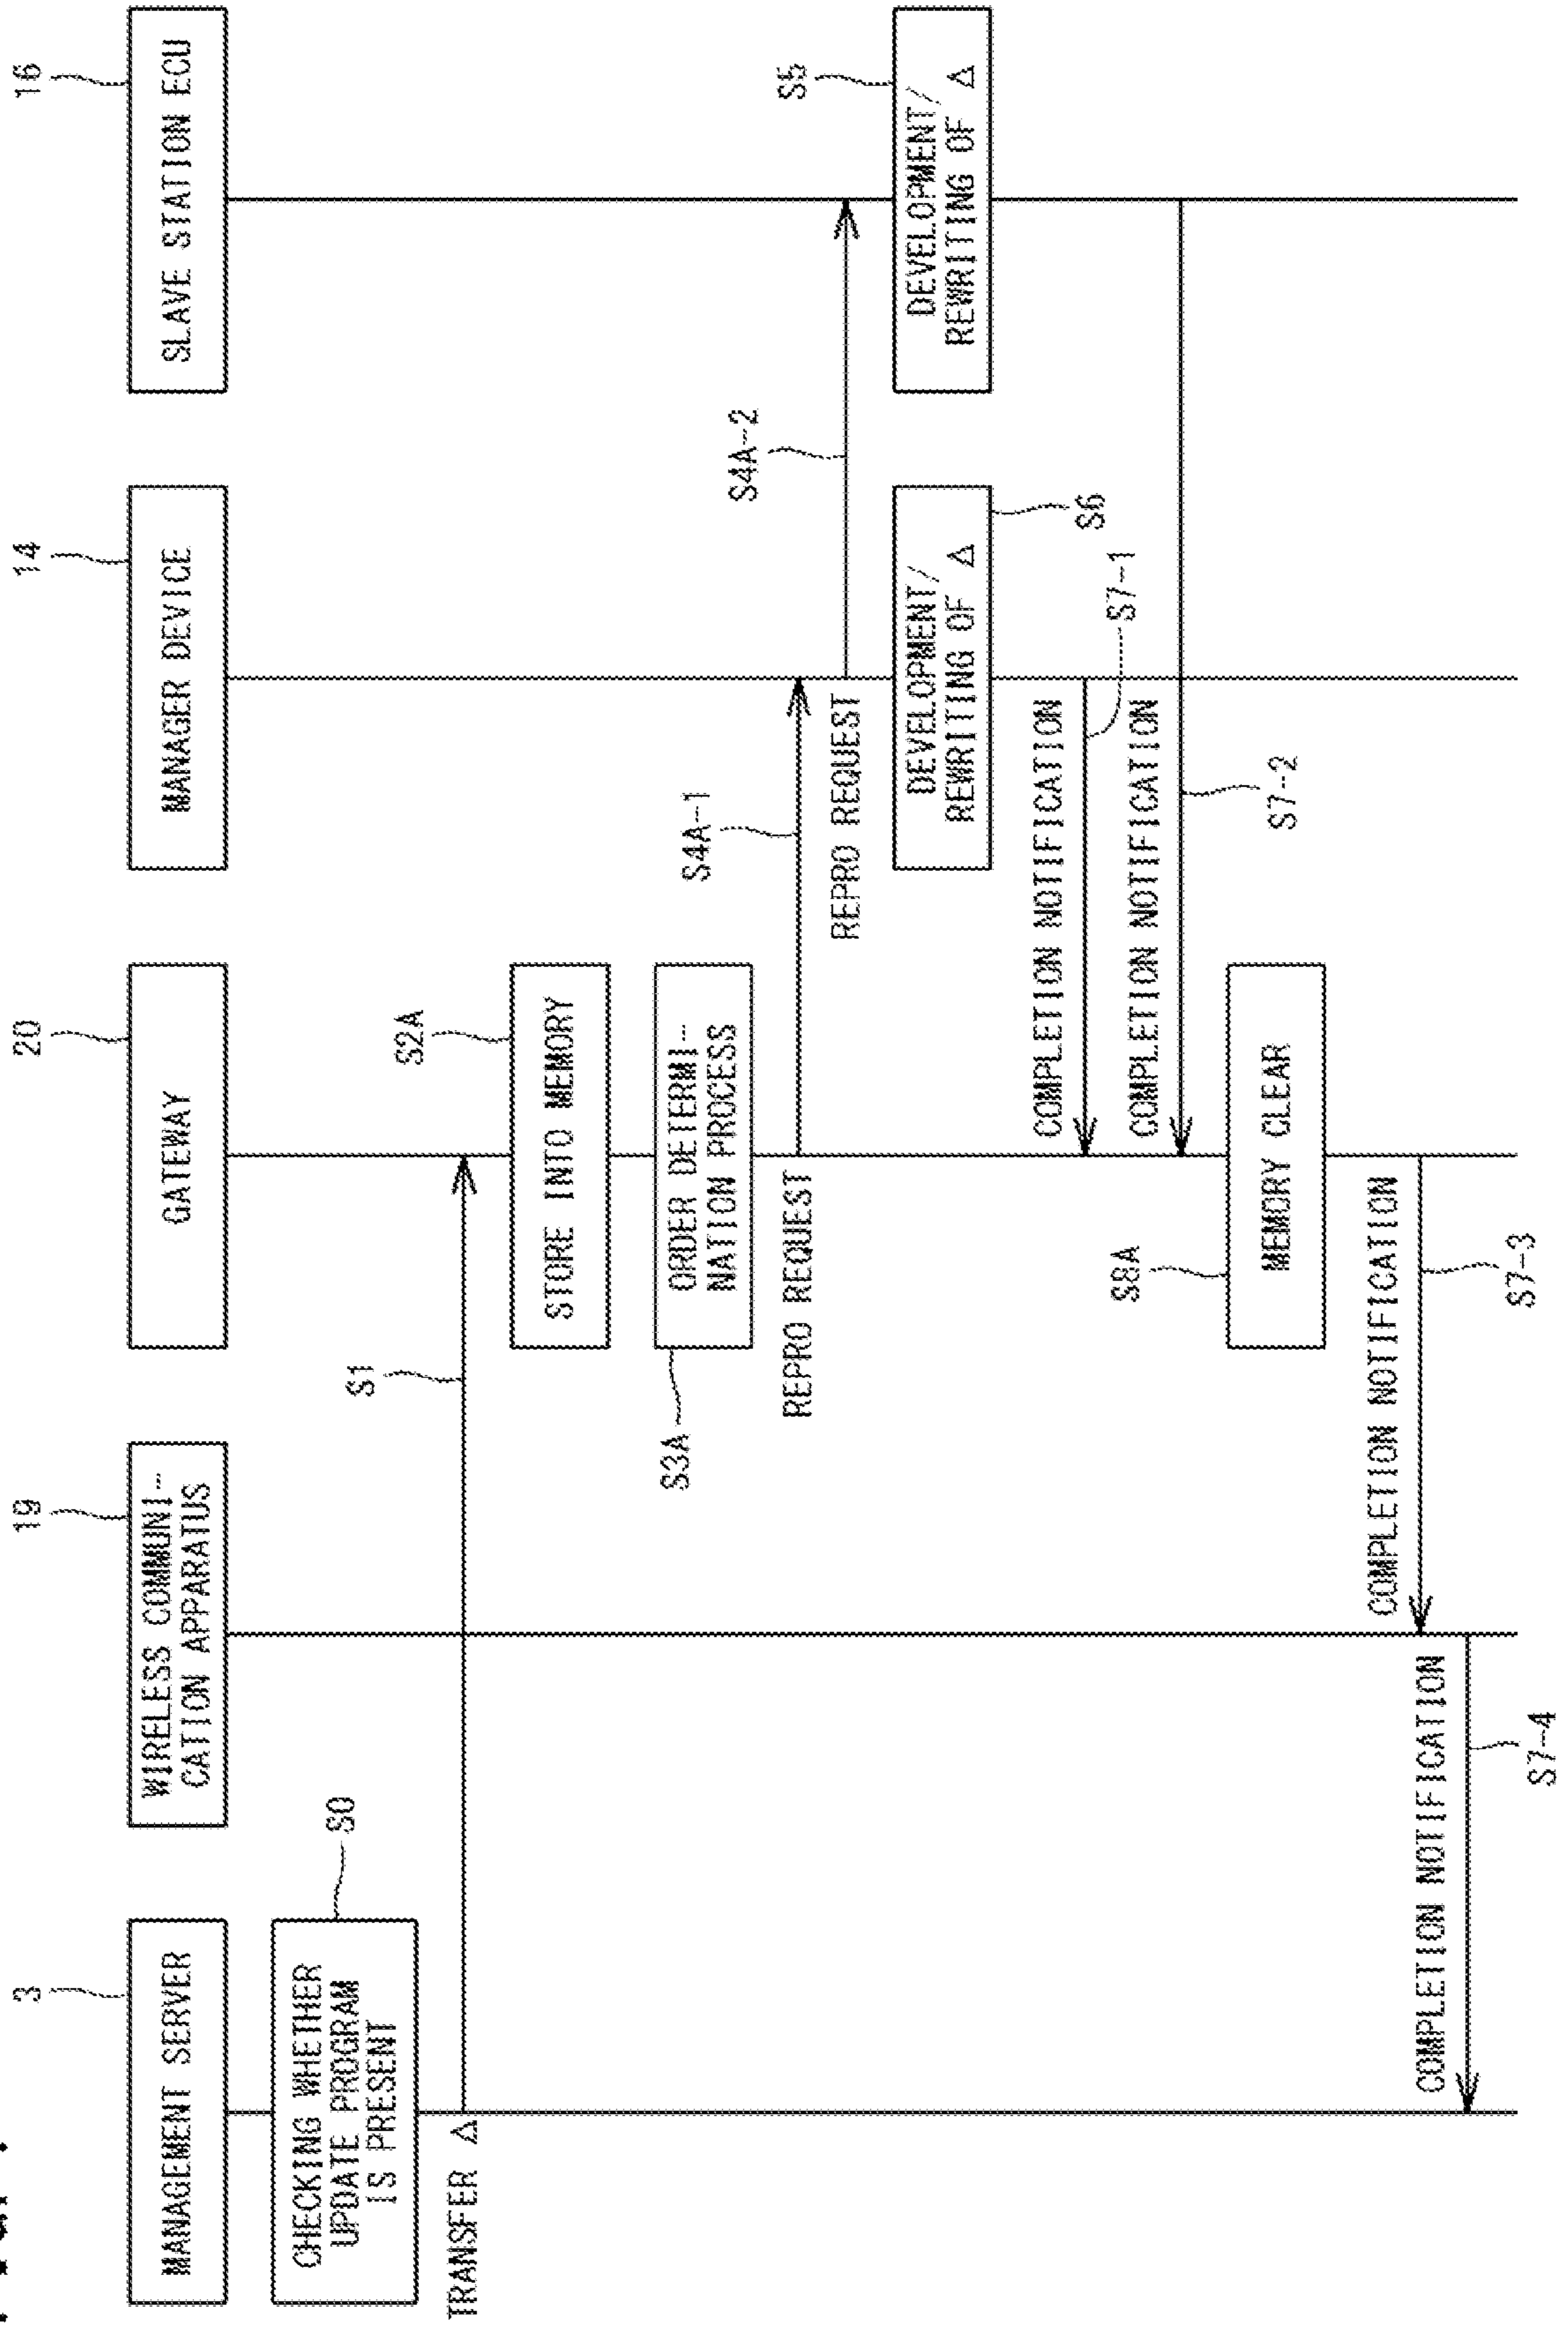 3
19
20
14
16
MANAGEMENT SERVER
WIRELESS COMMUNI-
CATION APPARATUS
GATEWAY
MANAGER DEVICE
SLAVE STATION ECU
CHECKING WHETHER
UPDATE PROGRAM
IS PRESENT
S0
TRANSFER Δ
S1
S2A
STORE INTO MEMORY
S3A
ORDER DETERMI-
NATION PROCESS
REPRO REQUEST
S4A-1
REPRO REQUEST
S4A-2
DEVELOPMENT/
REWRITING OF Δ
S6
DEVELOPMENT/
REWRITING OF Δ
S5
COMPLETION NOTIFICATION
S7-1
COMPLETION NOTIFICATION
S7-2
S8A
MEMORY CLEAR
COMPLETION NOTIFICATION
S7-3
COMPLETION NOTIFICATION
S7-4